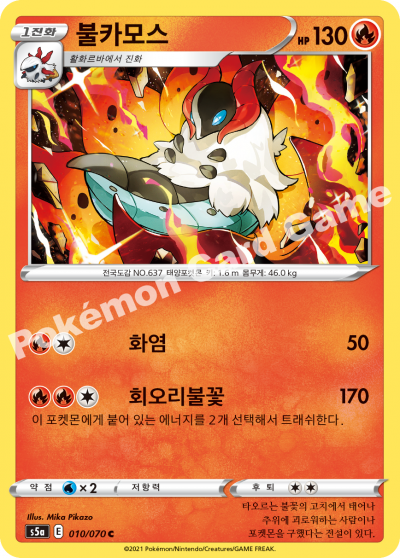 1진화 불카모스 HP 130
활화르바에서 진화
전국도감 NO.637 태양포켓몬 키: 1.6 m 몸무게: 46.0 kg
Pokémon Card Game
화염 50
회오리불꽃 170
이 포켓몬에게 붙어 있는 에너지를 2개 선택해서 트래쉬한다.
약점 ×2 저항력 후퇴
Illus. Mika Pikazo
s5a E 010/070 C
타오르는 불꽃의 고치에서 태어나
추위에 괴로워하는 사람이나
포켓몬을 구했다는 전설이 있다.
©2021 Pokémon/Nintendo/Creatures/GAME FREAK.